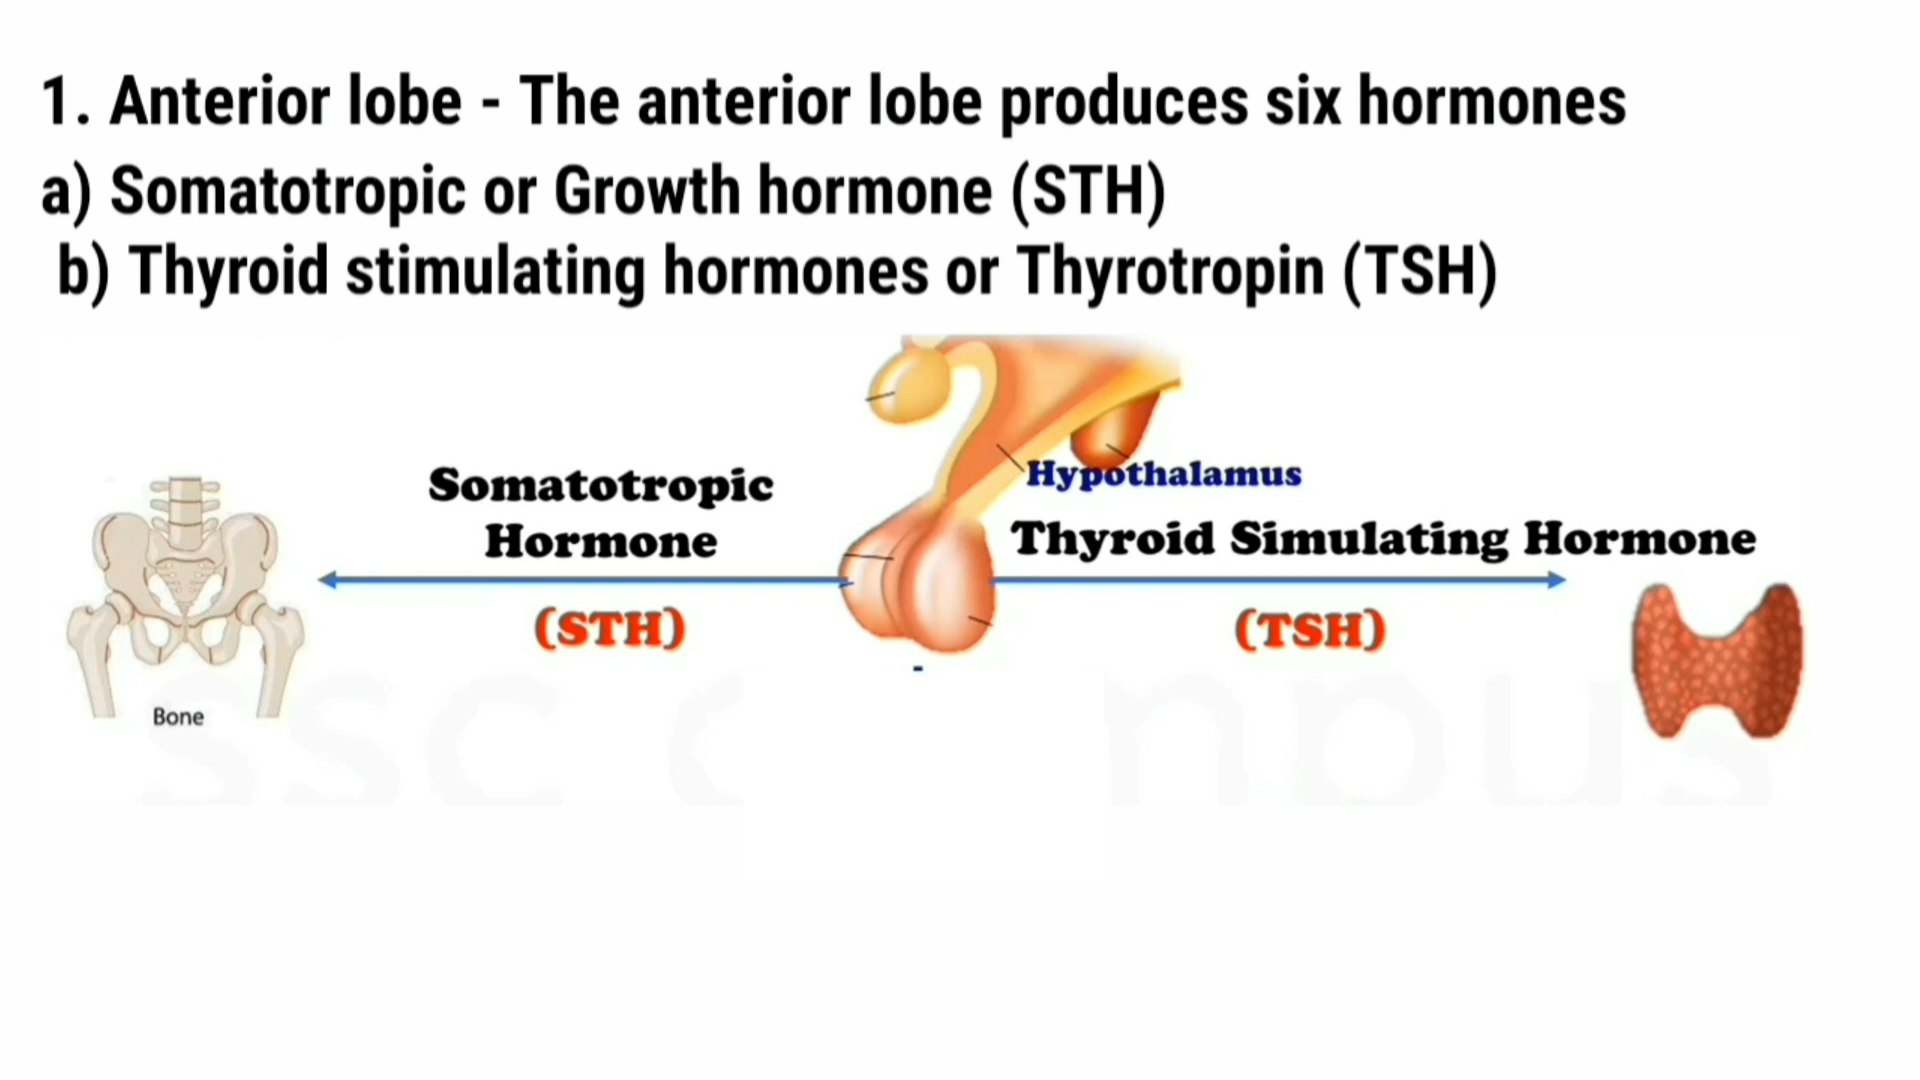 1. Anterior lobe - The anterior lobe produces six hormones
a) Somatotropic or Growth hormone (STH)
b) Thyroid stimulating hormones or Thyrotropin (TSH)
Hypothalamus
Somatotropic
Hormone
Thyroid Simulating Hormone
(STH)
(TSH)
Bone
ssc